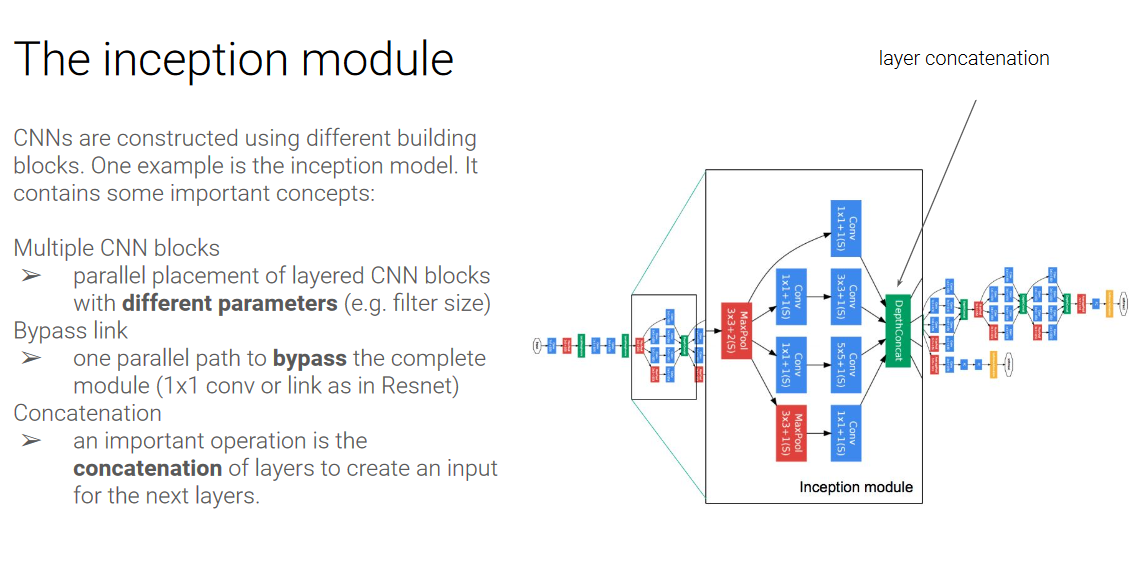 The inception module
layer concatenation
CNNs are constructed using different building
blocks. One example is the inception model. It
contains some important concepts:
Multiple CNN blocks
➢ parallel placement of layered CNN blocks
with different parameters (e.g. filter size)
Bypass link
➢ one parallel path to bypass the complete
module (1x1 conv or link as in Resnet)
Concatenation
➢ an important operation is the
concatenation of layers to create an input
for the next layers.
MaxPool
3x3+2(S)
Conv
1x1+1(S)
Conv
1x1+1(S)
Conv
3x3+1(S)
Conv
1x1+1(S)
Conv
5x5+1(S)
MaxPool
3x3+1(S)
Conv
1x1+1(S)
DepthConcat
Inception module